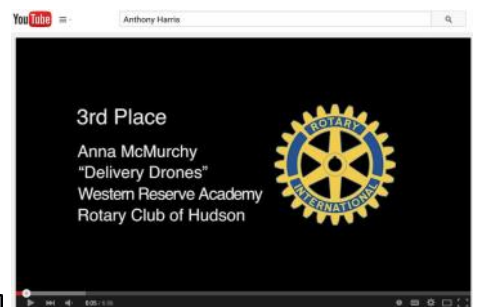 YouTube
Anthony Harris
3rd Place
Anna McMurchy
“Delivery Drones”
Western Reserve Academy
Rotary Club of Hudson
ROTARY
INTERNATIONAL